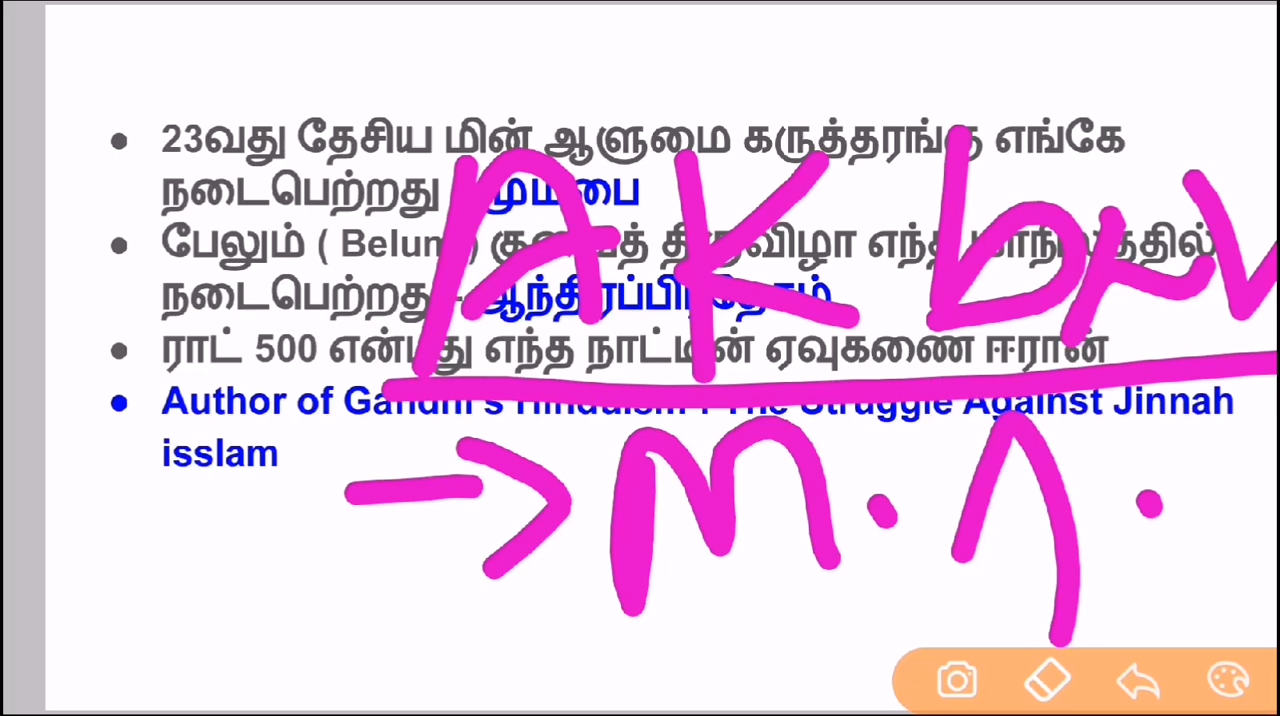 23வது தேசிய மின் ஆளுமை கருத்தரங்கு எங்கே
நடைபெற்றது மும்பை
பேலும் ( Belum ) குகைத் திருவிழா எந்த மாநிலத்தில்
நடைபெற்றது - ஆந்திரப்பிரதேசம்
ராட் 500 என்பது எந்த நாட்டின் ஏவுகணை ஈரான்
Author of Gandhi's Hinduism : The Struggle Against Jinnah
isslam
AK
→ M.